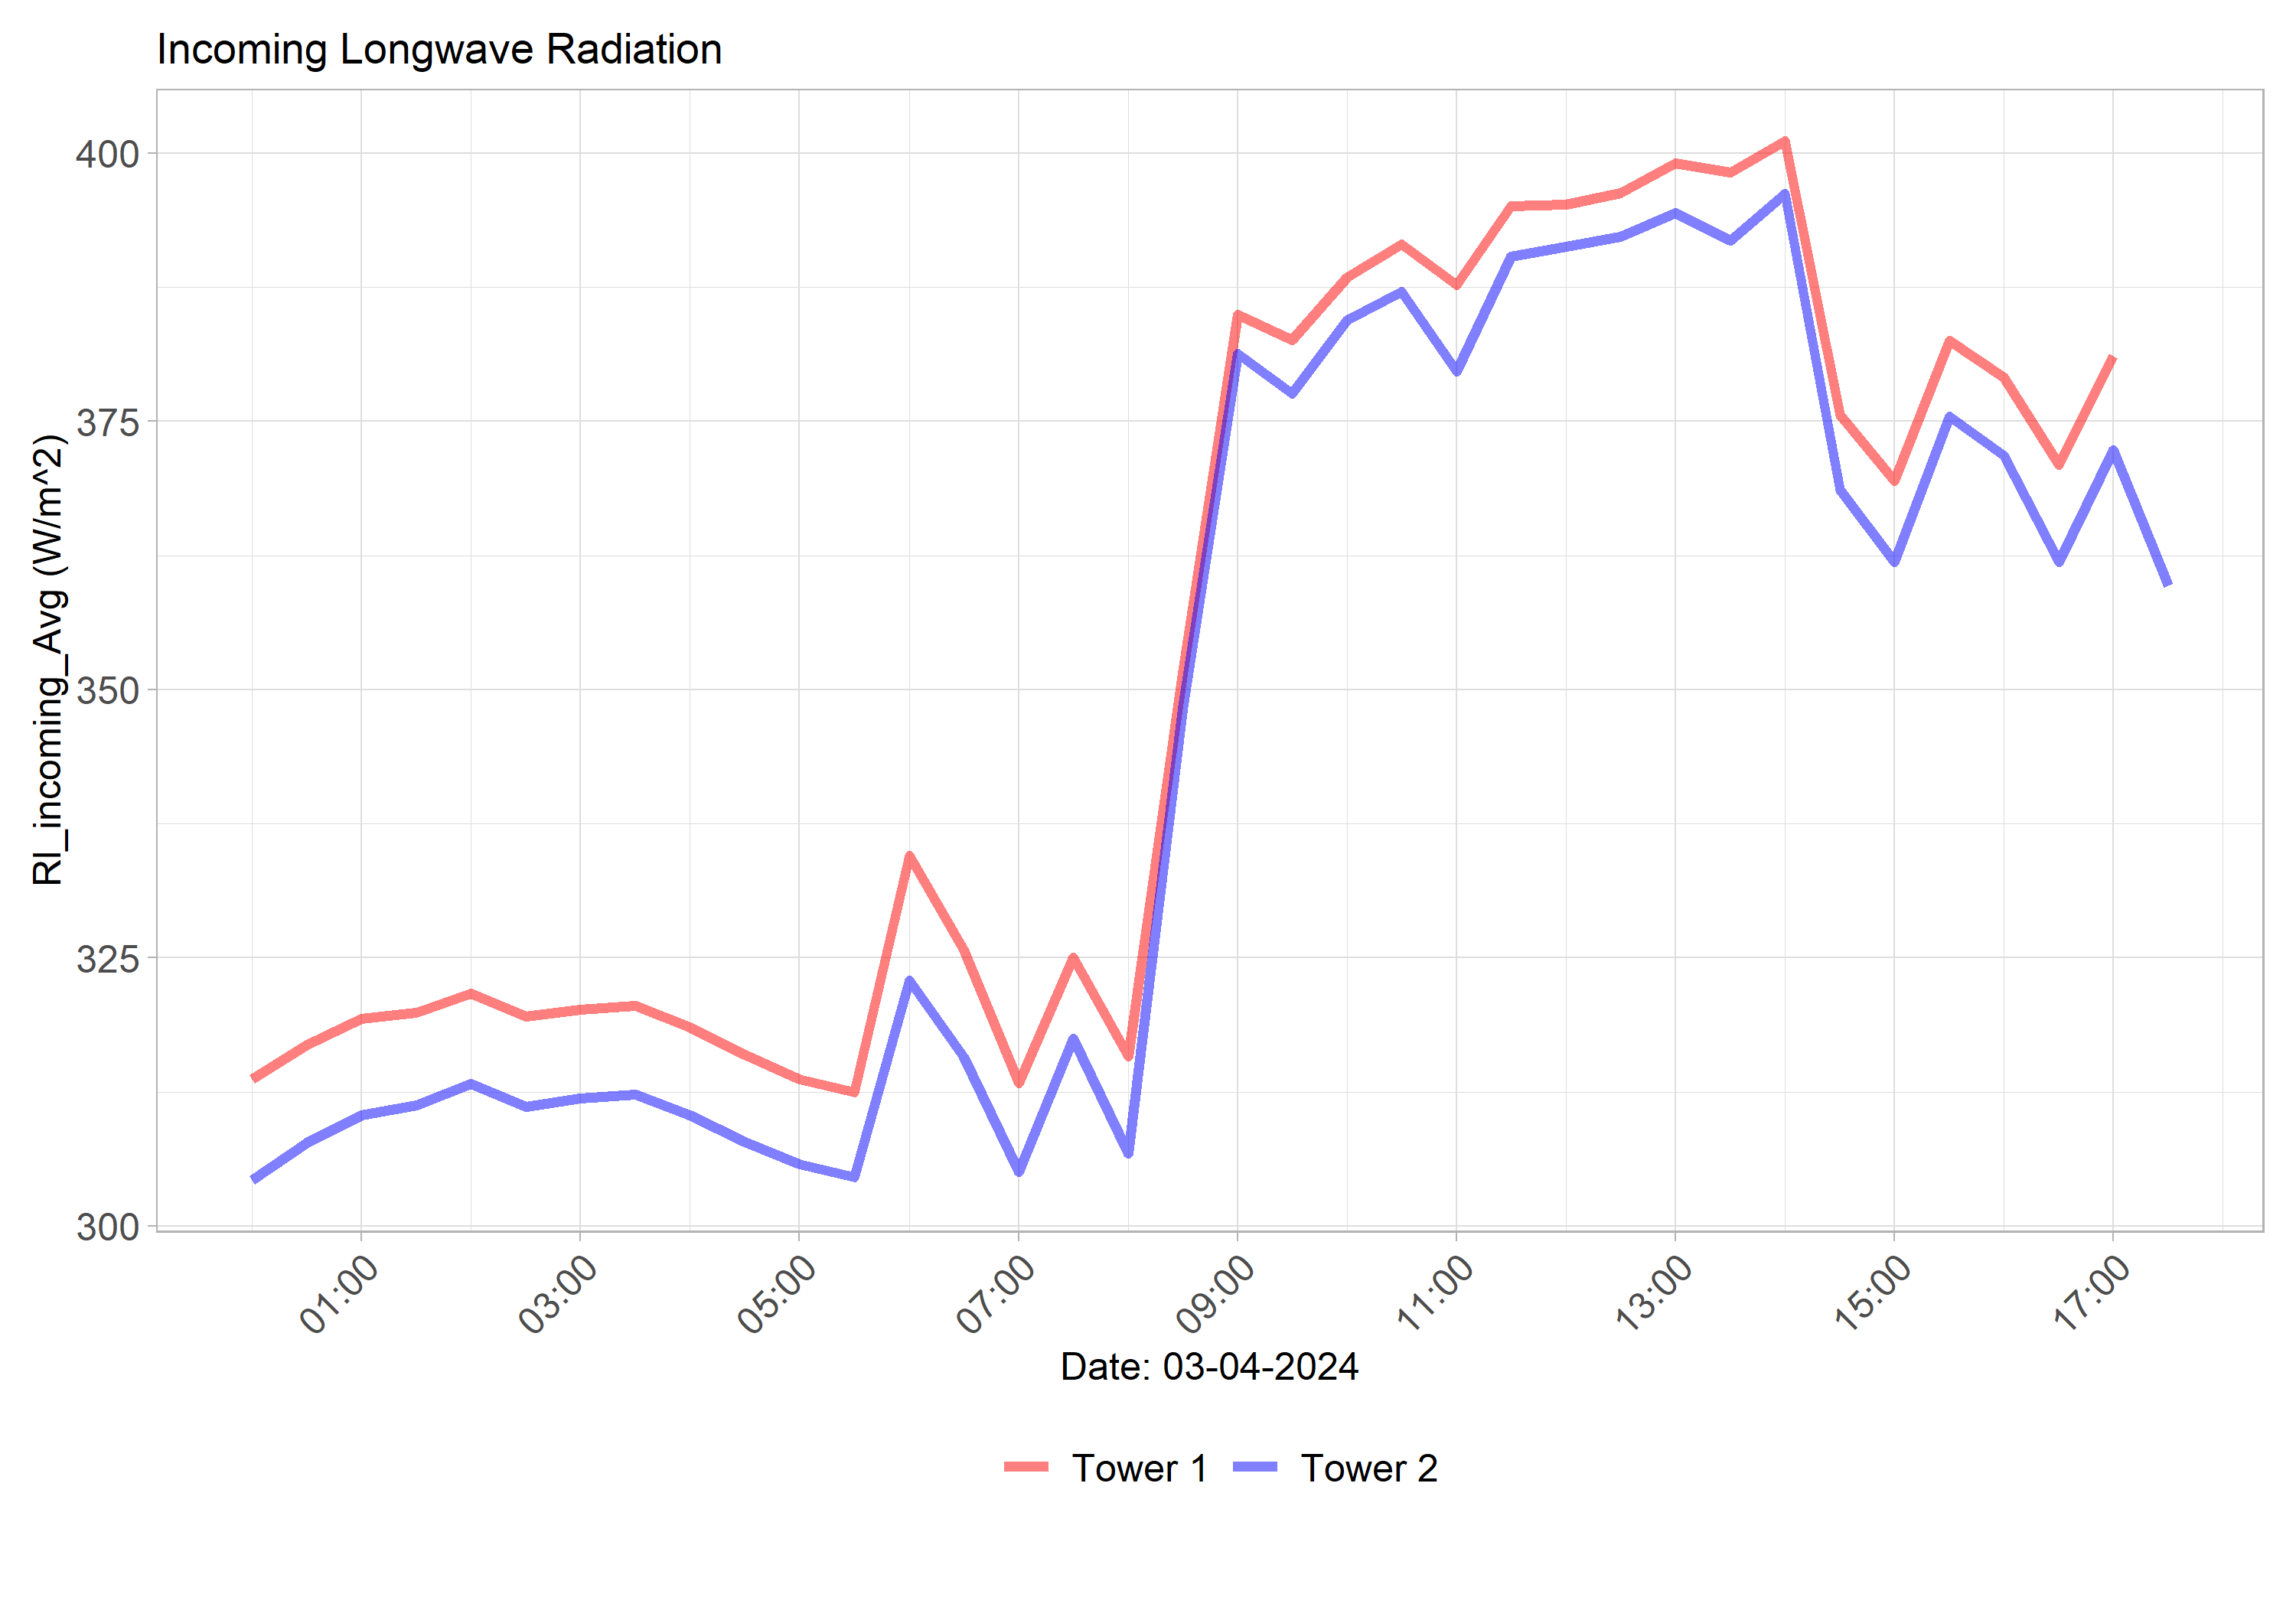 Incoming Longwave Radiation
Rl_incoming_Avg (W/m^2)
400
375
350
325
300
01:00 03:00 05:00 07:00 09:00 11:00 13:00 15:00 17:00
Date: 03-04-2024
Tower 1 Tower 2